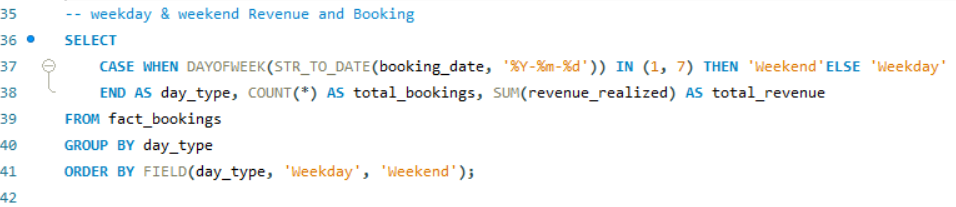 35 -- weekday & weekend Revenue and Booking
36 SELECT
37 CASE WHEN DAYOFWEEK(STR_TO_DATE(booking_date, '%Y-%m-%d')) IN (1, 7) THEN 'Weekend'ELSE 'Weekday'
38 END AS day_type, COUNT(*) AS total_bookings, SUM(revenue_realized) AS total_revenue
39 FROM fact_bookings
40 GROUP BY day_type
41 ORDER BY FIELD(day_type, 'Weekday', 'Weekend');
42